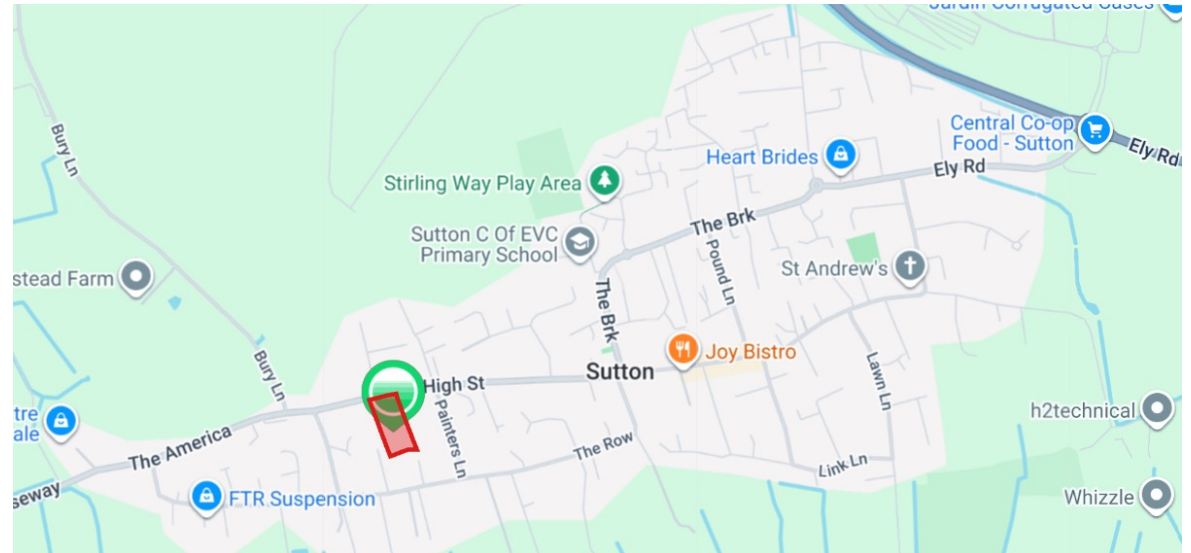 Jardin Corrugated Cases
Bury Ln
Central Co-op
Food - Sutton
Ely Rd
Heart Brides
Ely Rd
Stirling Way Play Area
The Brk
Sutton C Of EVC
Primary School
Pound Ln
St Andrew's
stead Farm
The Brk
Joy Bistro
Sutton
Bury Ln
High St
Lawn Ln
Painters Ln
h2technical
tre
ale
The America
The Row
Link Ln
seway
FTR Suspension
Whizzle